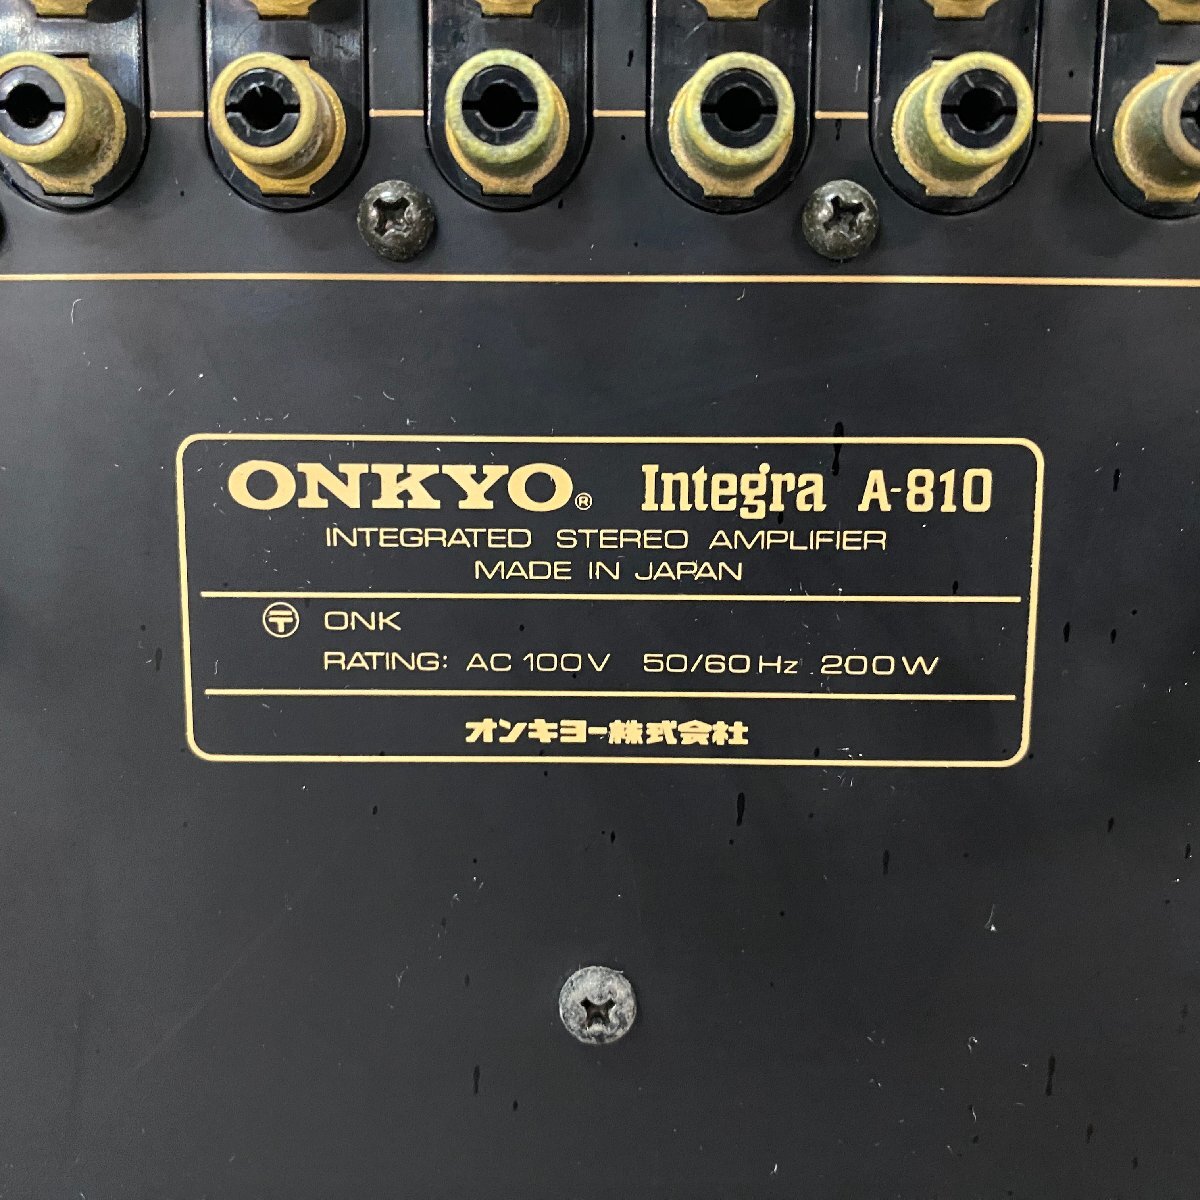 ONKYO® Integra A-810
INTEGRATED STEREO AMPLIFIER
MADE IN JAPAN
〶 ONK
RATING: AC 100V 50/60Hz 200W
オンキヨー株式会社